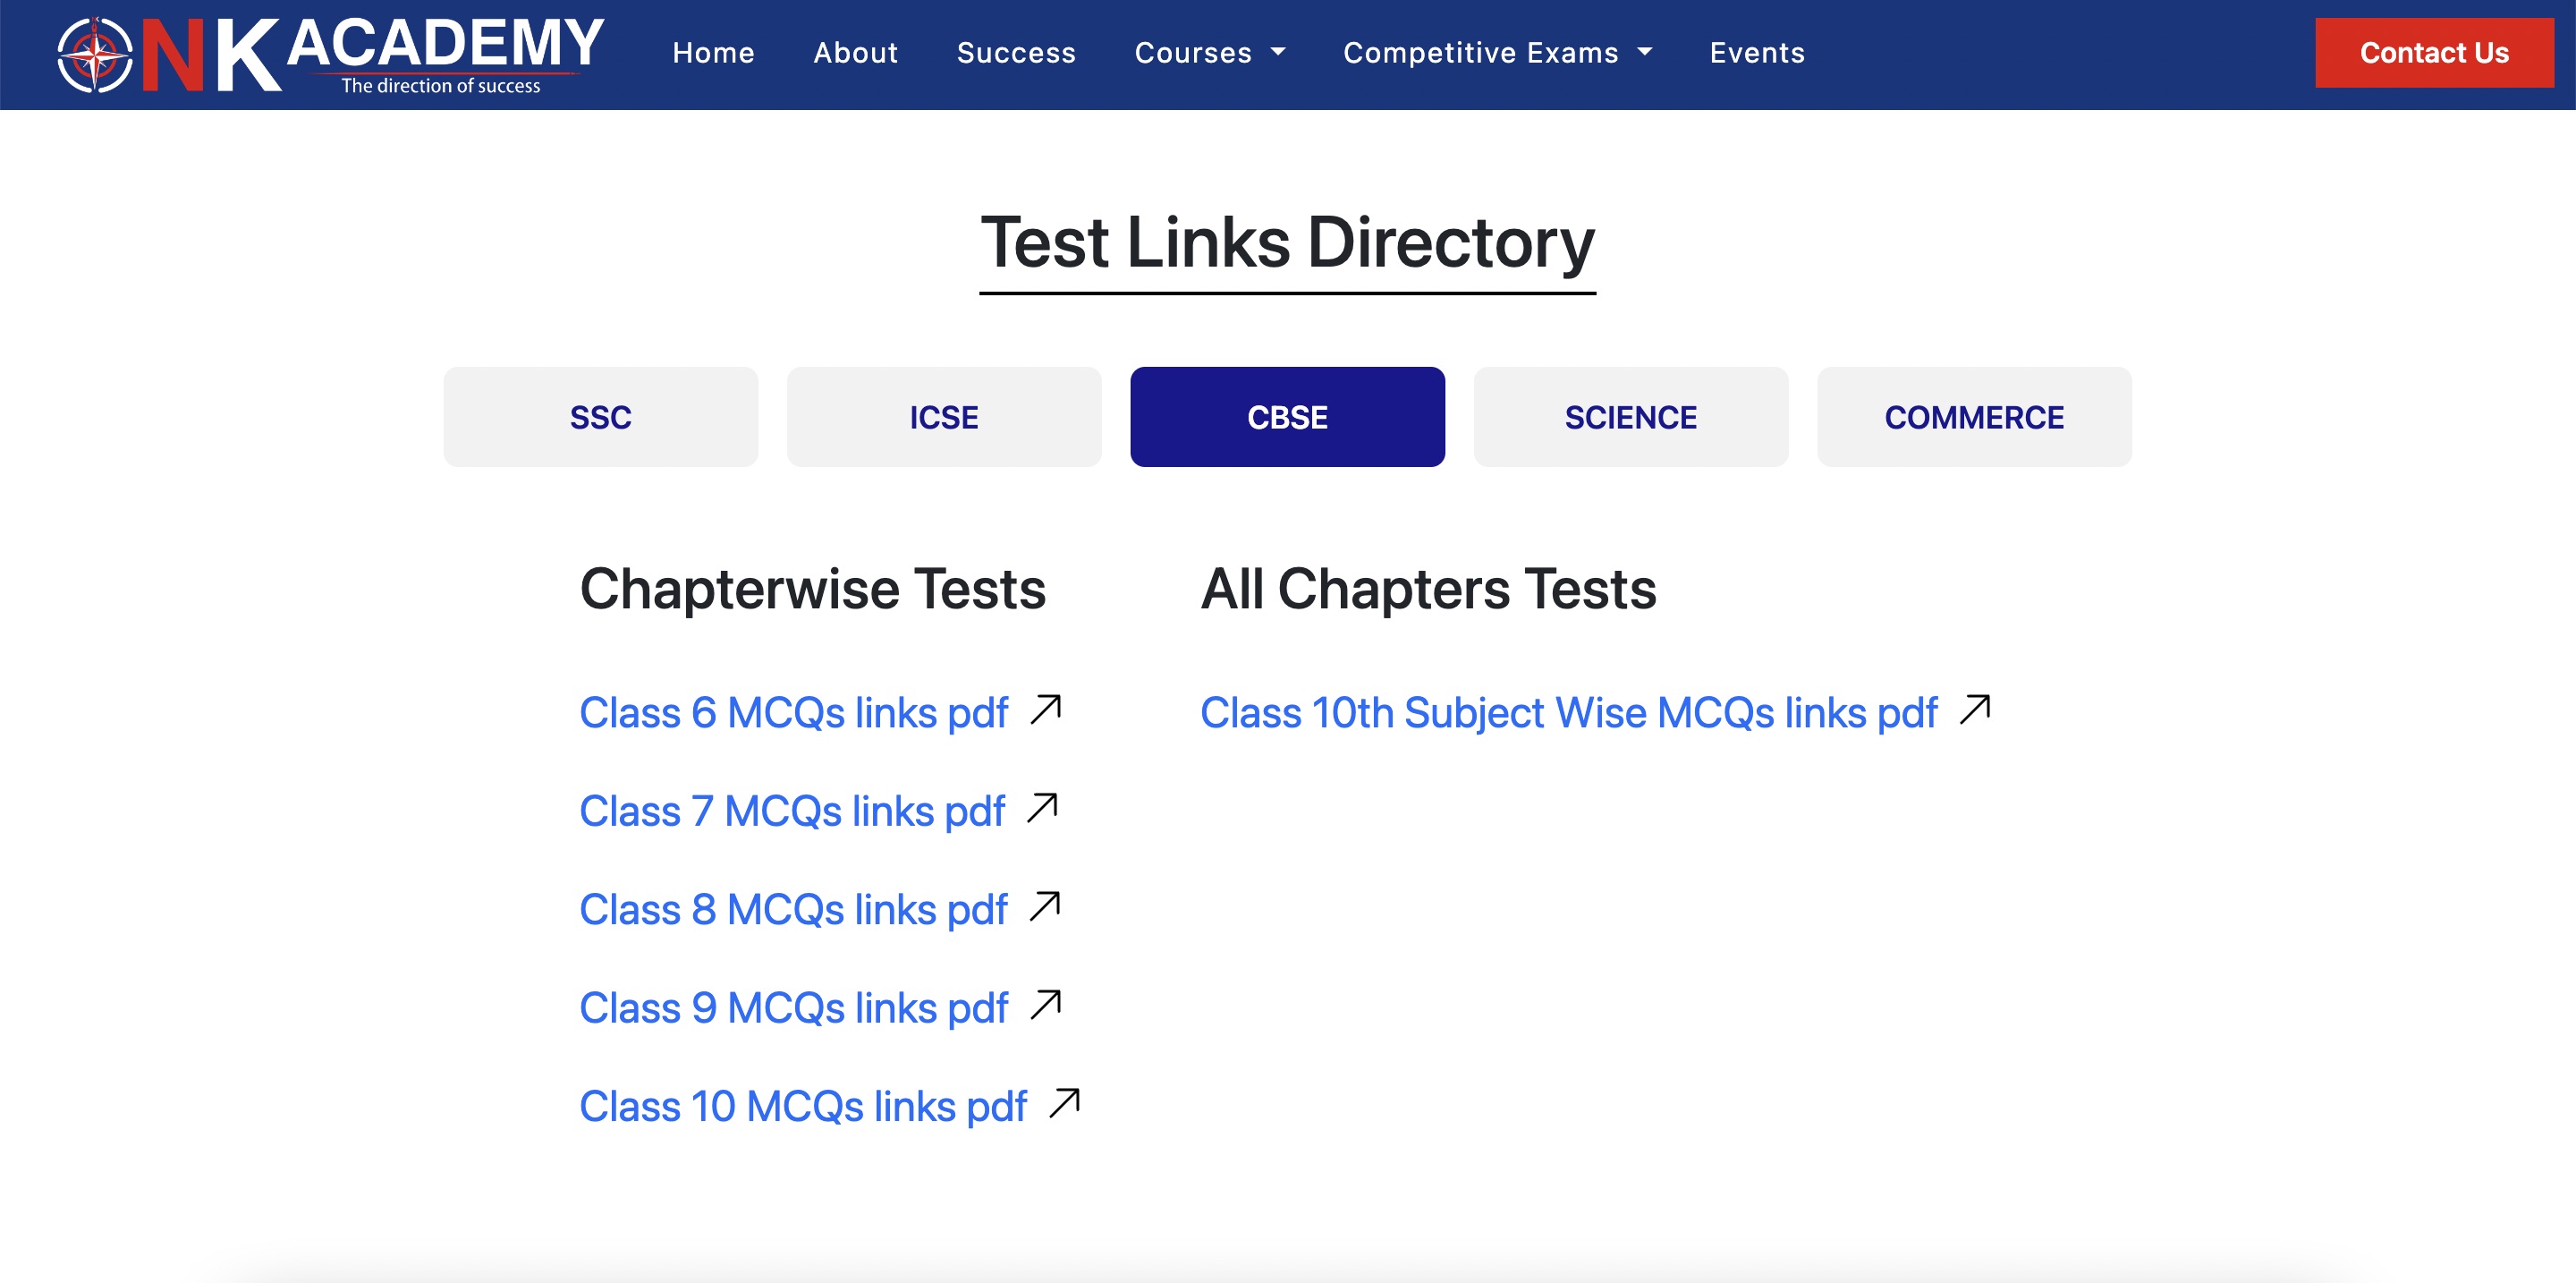 NK ACADEMY
The direction of success
Home
About
Success
Courses
Competitive Exams
Events
Contact Us
Test Links Directory
SSC
ICSE
CBSE
SCIENCE
COMMERCE
Chapterwise Tests
Class 6 MCQs links pdf
Class 7 MCQs links pdf
Class 8 MCQs links pdf
Class 9 MCQs links pdf
Class 10 MCQs links pdf
All Chapters Tests
Class 10th Subject Wise MCQs links pdf